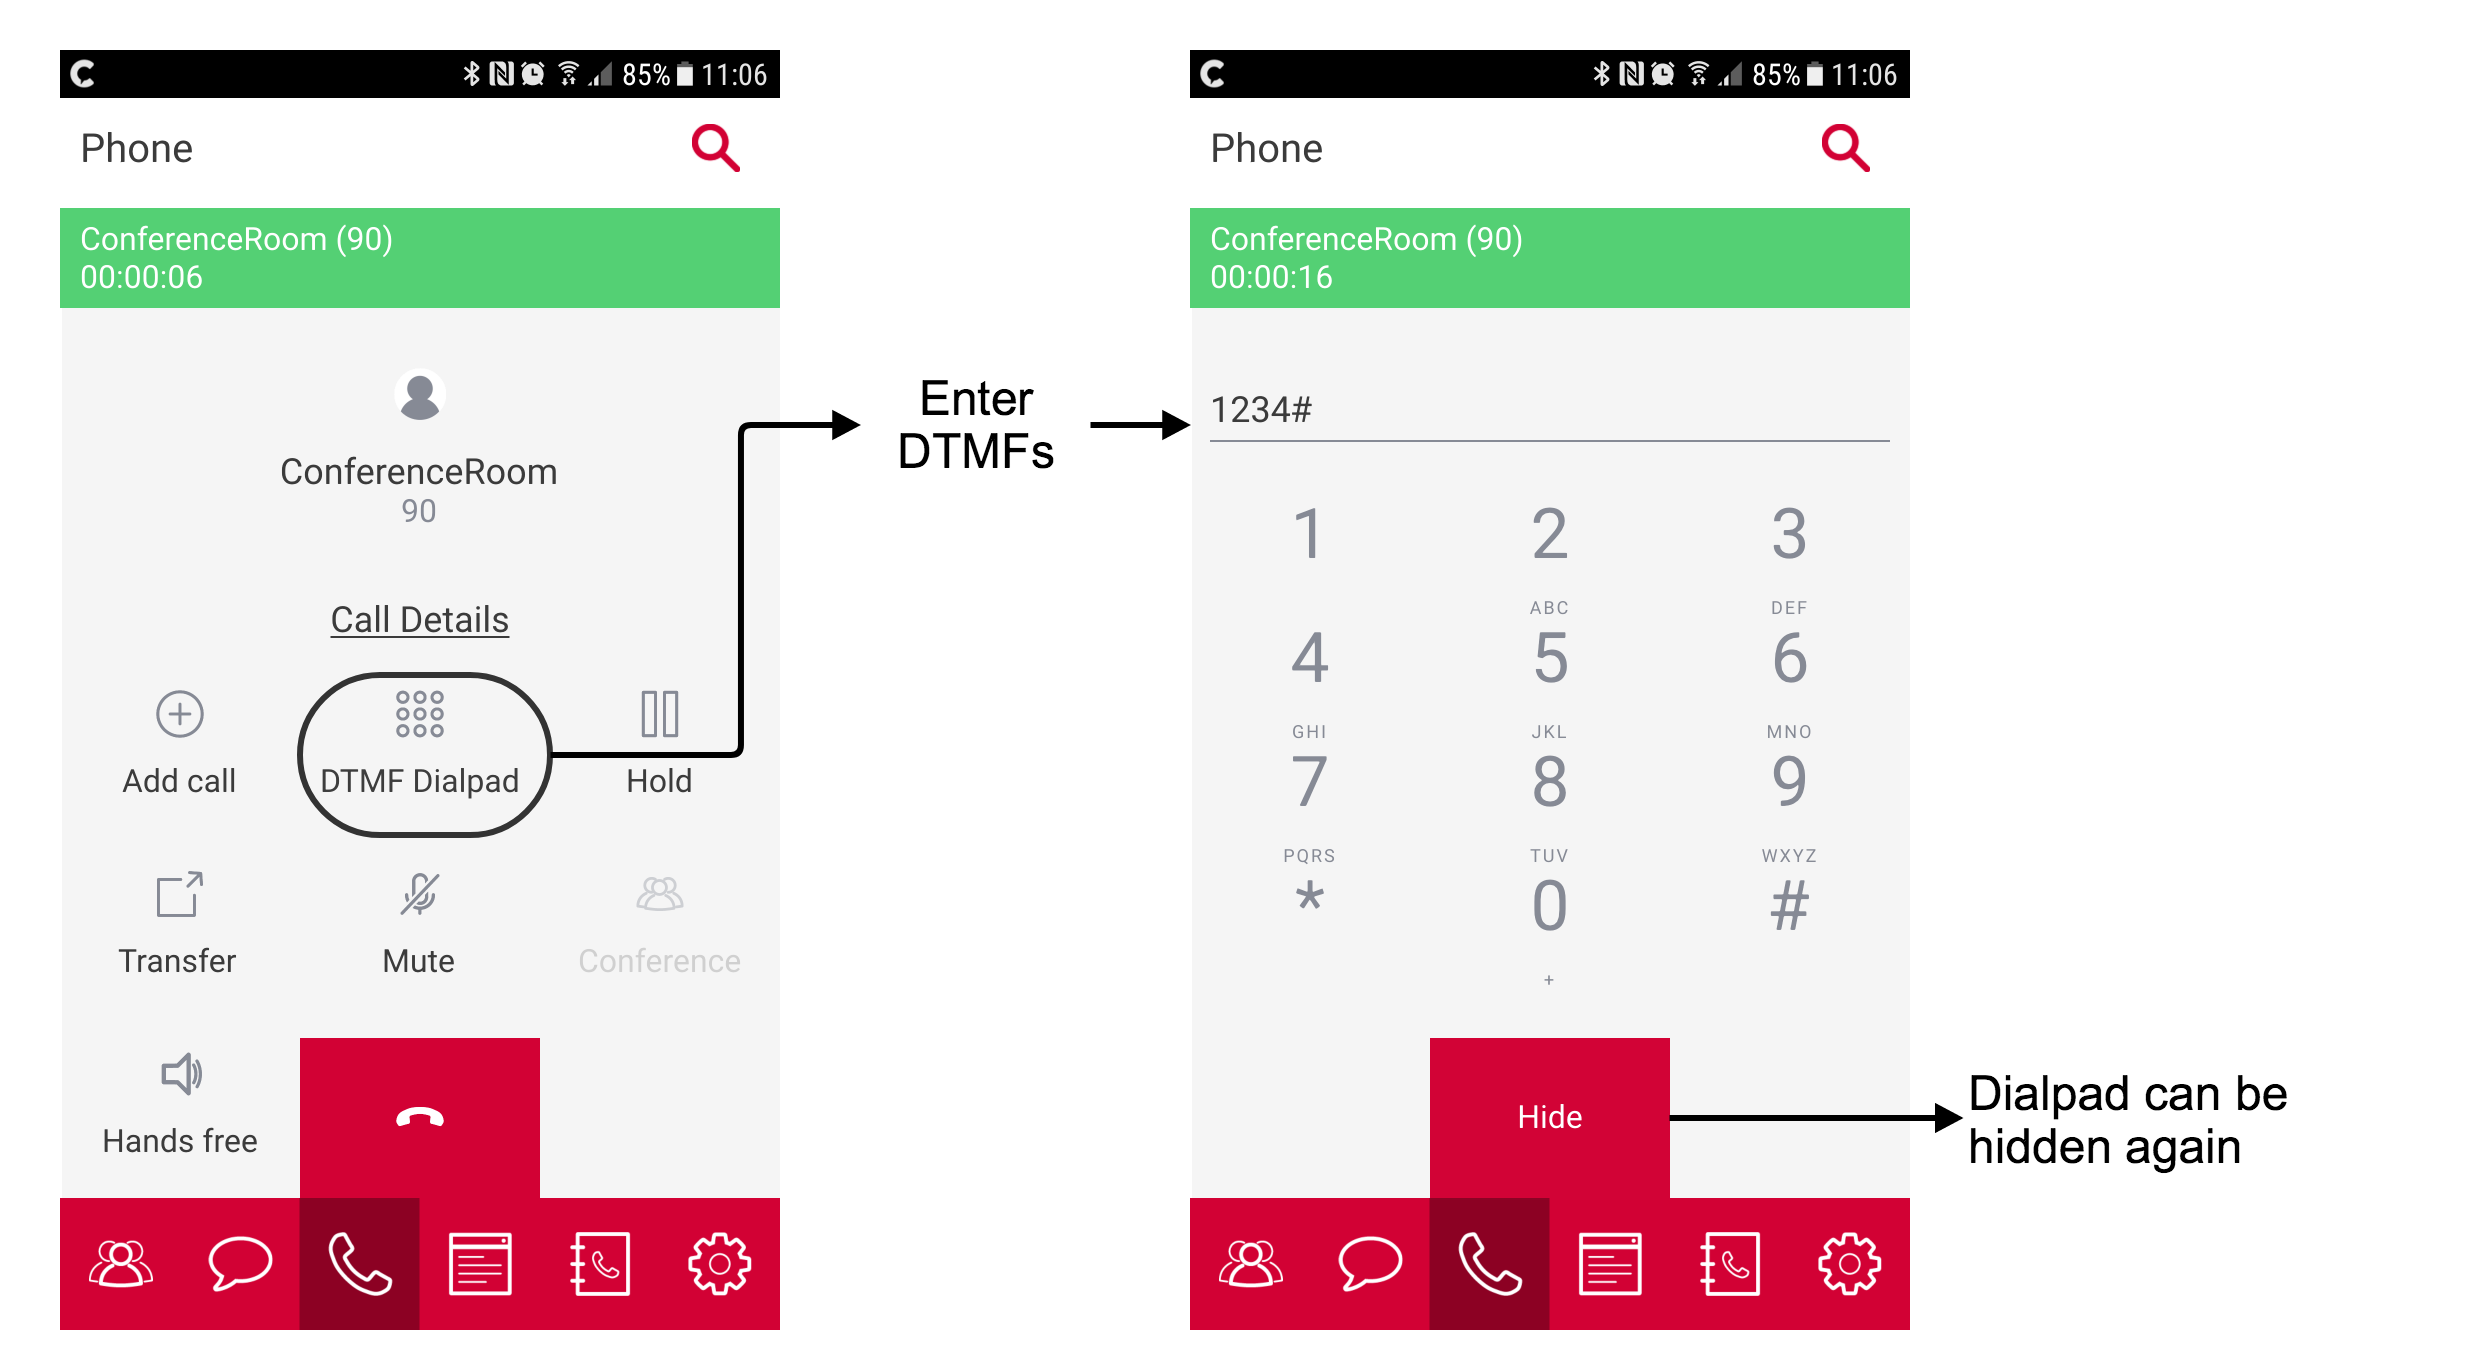 85% 11:06
Phone
ConferenceRoom (90)
00:00:06
ConferenceRoom
90
Call Details
Add call
DTMF Dialpad
Hold
Transfer
Mute
Conference
Hands free
Enter
DTMFs
85% 11:06
Phone
ConferenceRoom (90)
00:00:16
1234#
1 2 3
ABC DEF
4 5 6
GHI JKL MNO
7 8 9
PQRS TUV WXYZ
* 0 #
+
Hide
Dialpad can be
hidden again